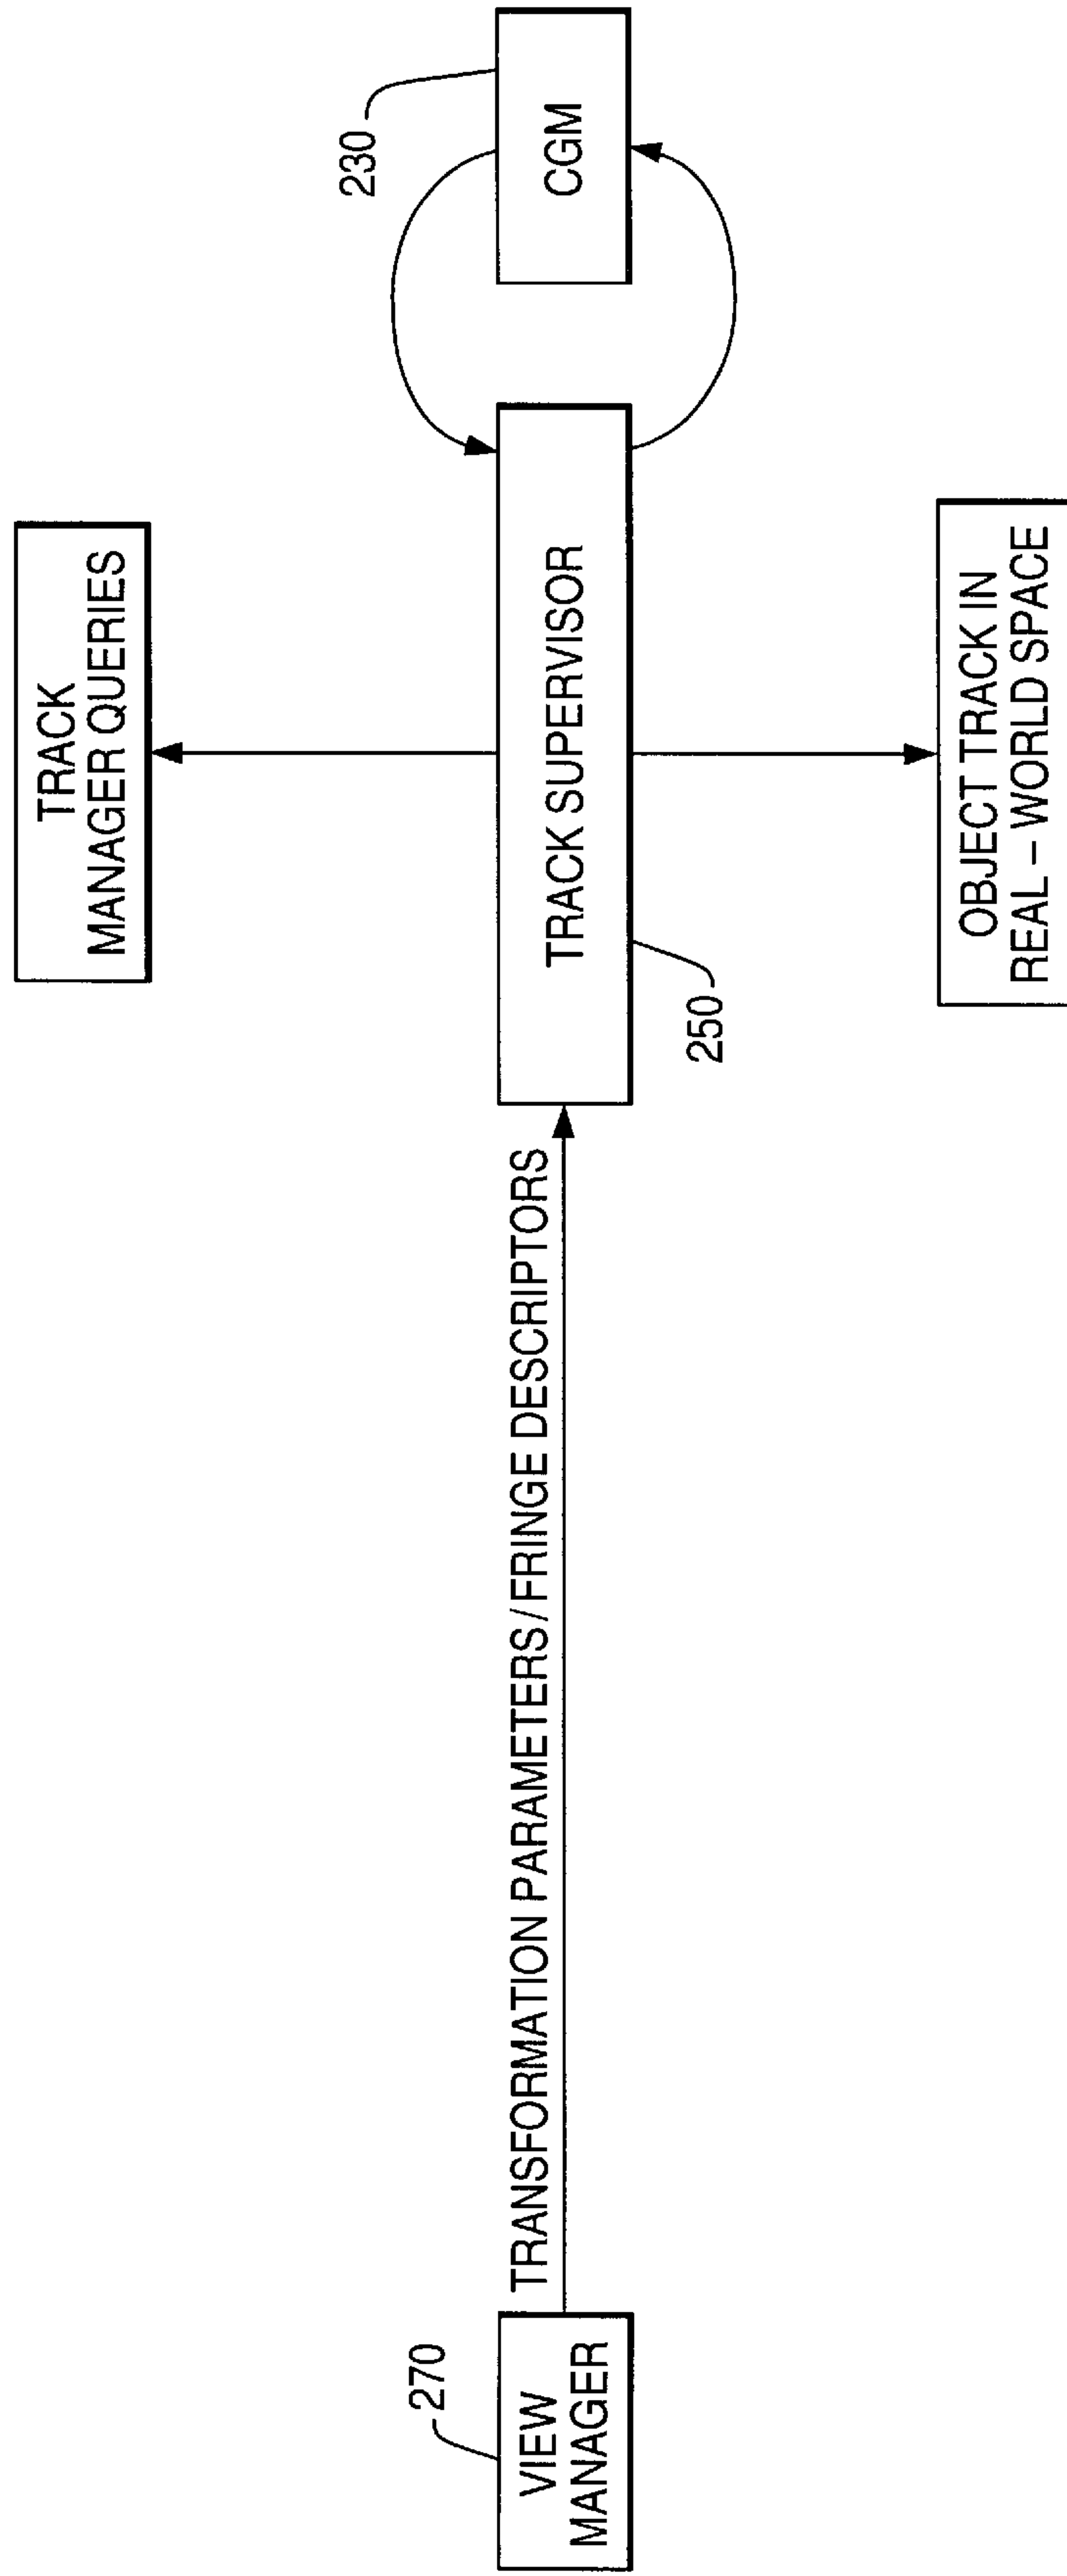 TRACK
MANAGER QUERIES
230
CGM
270
VIEW
MANAGER
TRANSFORMATION PARAMETERS/FRINGE DESCRIPTORS
TRACK SUPERVISOR
250
OBJECT TRACK IN
REAL – WORLD SPACE